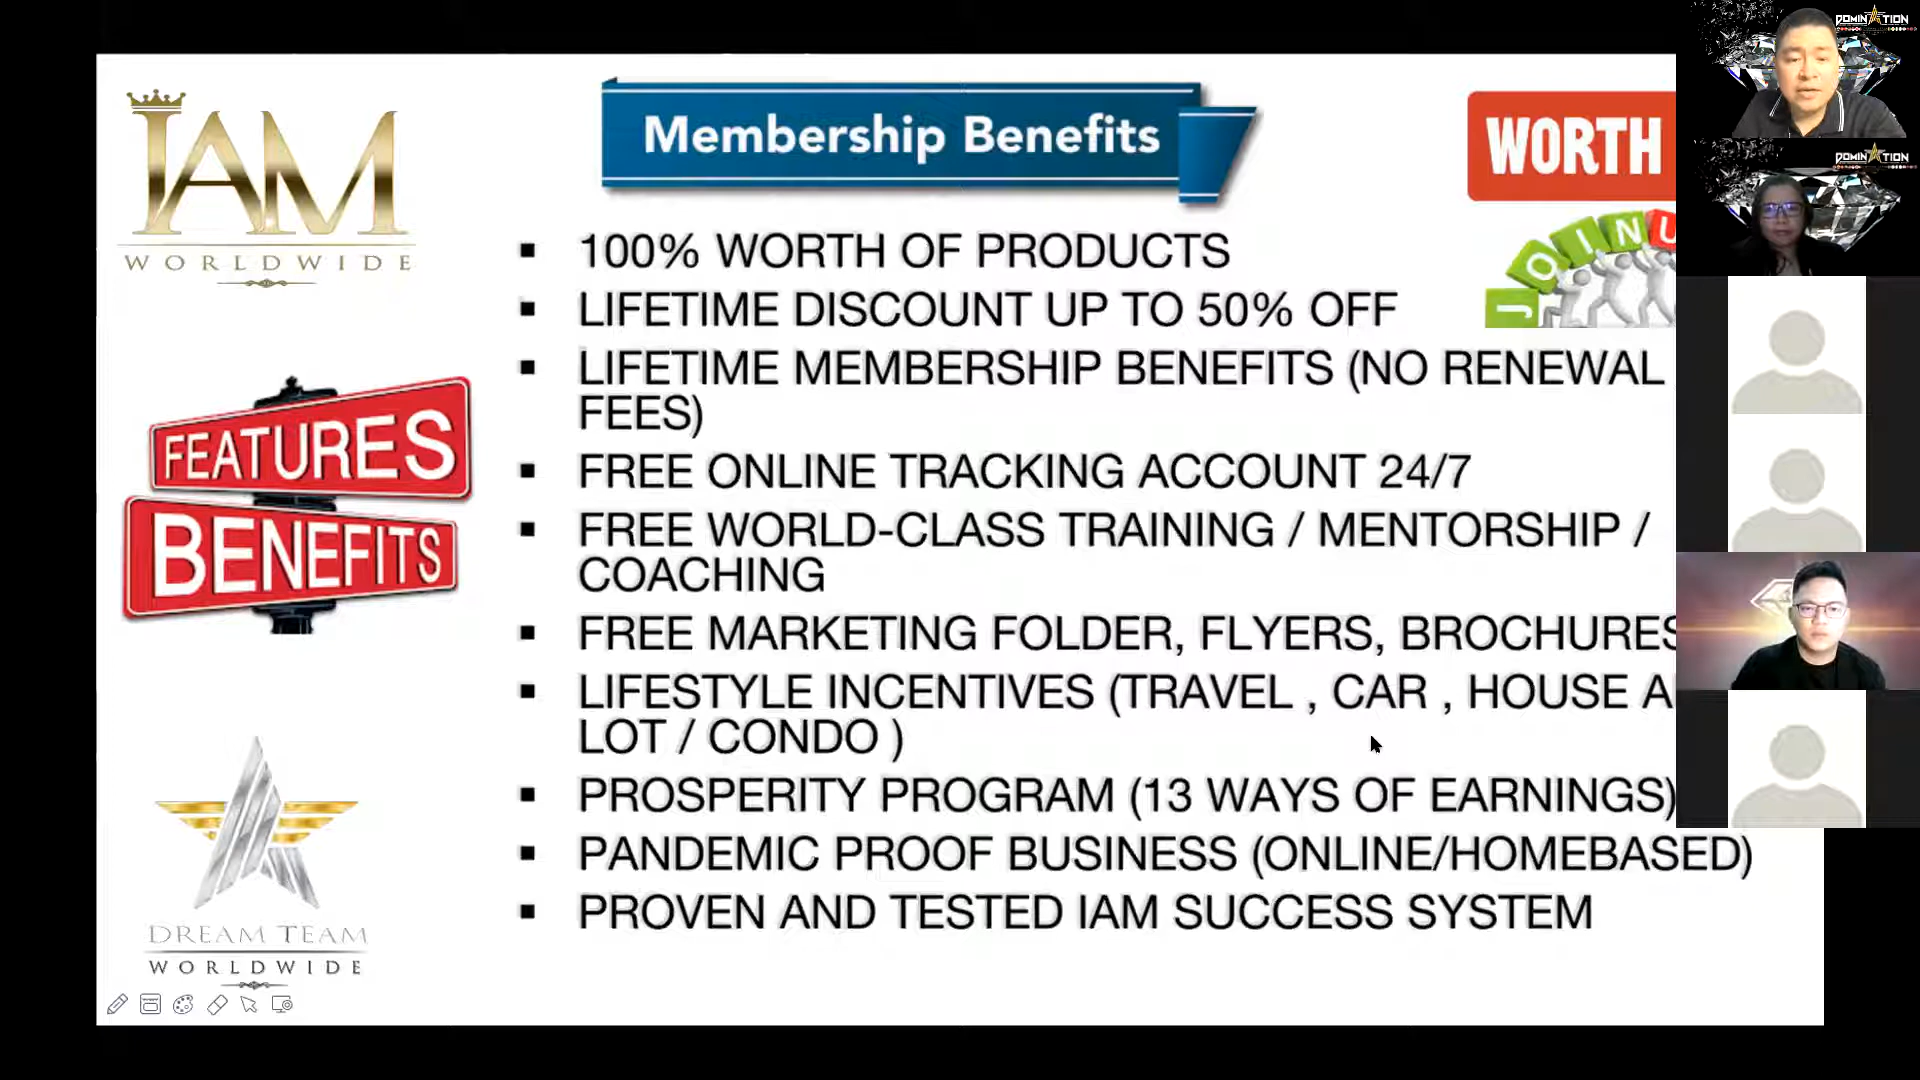 IAM
WORLDWIDE
Membership Benefits
WORTH
JOIN U
FEATURES
BENEFITS
▪ 100% WORTH OF PRODUCTS
▪ LIFETIME DISCOUNT UP TO 50% OFF
▪ LIFETIME MEMBERSHIP BENEFITS (NO RENEWAL
FEES)
▪ FREE ONLINE TRACKING ACCOUNT 24/7
▪ FREE WORLD-CLASS TRAINING / MENTORSHIP /
COACHING
▪ FREE MARKETING FOLDER, FLYERS, BROCHURES
▪ LIFESTYLE INCENTIVES (TRAVEL , CAR , HOUSE A
LOT / CONDO )
▪ PROSPERITY PROGRAM (13 WAYS OF EARNINGS)
▪ PANDEMIC PROOF BUSINESS (ONLINE/HOMEBASED)
▪ PROVEN AND TESTED IAM SUCCESS SYSTEM
DREAM TEAM
WORLDWIDE
DOMINATION
DOMINATION